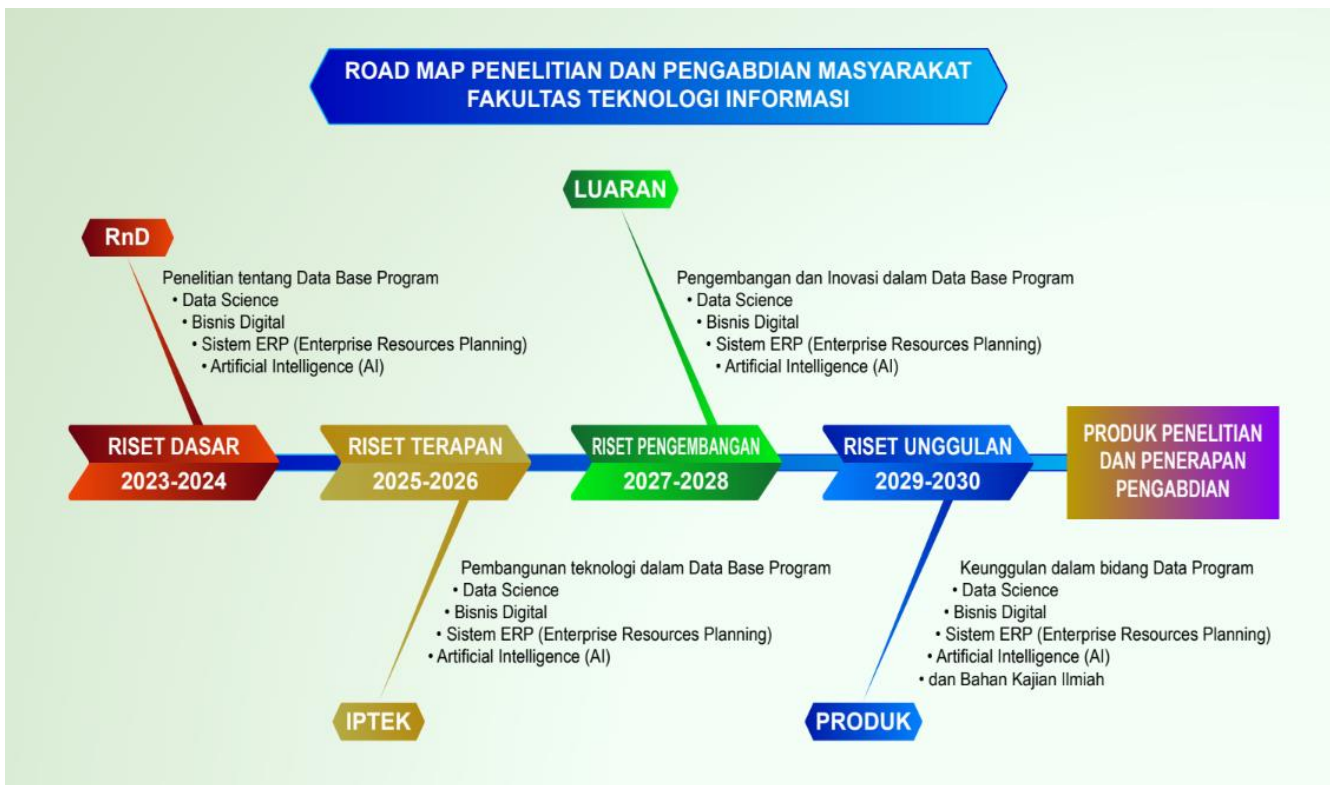 ROAD MAP PENELITIAN DAN PENGABDIAN MASYARAKAT
FAKULTAS TEKNOLOGI INFORMASI
RnD
Penelitian tentang Data Base Program
• Data Science
• Bisnis Digital
• Sistem ERP (Enterprise Resources Planning)
• Artificial Intelligence (AI)
LUARAN
Pengembangan dan Inovasi dalam Data Base Program
• Data Science
• Bisnis Digital
• Sistem ERP (Enterprise Resources Planning)
• Artificial Intelligence (AI)
RISET DASAR
2023-2024
RISET TERAPAN
2025-2026
RISET PENGEMBANGAN
2027-2028
RISET UNGGULAN
2029-2030
PRODUK PENELITIAN
DAN PENERAPAN
PENGABDIAN
Pembangunan teknologi dalam Data Base Program
• Data Science
• Bisnis Digital
• Sistem ERP (Enterprise Resources Planning)
• Artificial Intelligence (AI)
IPTEK
Keunggulan dalam bidang Data Program
• Data Science
• Bisnis Digital
• Sistem ERP (Enterprise Resources Planning)
• Artificial Intelligence (AI)
• dan Bahan Kajian Ilmiah
PRODUK